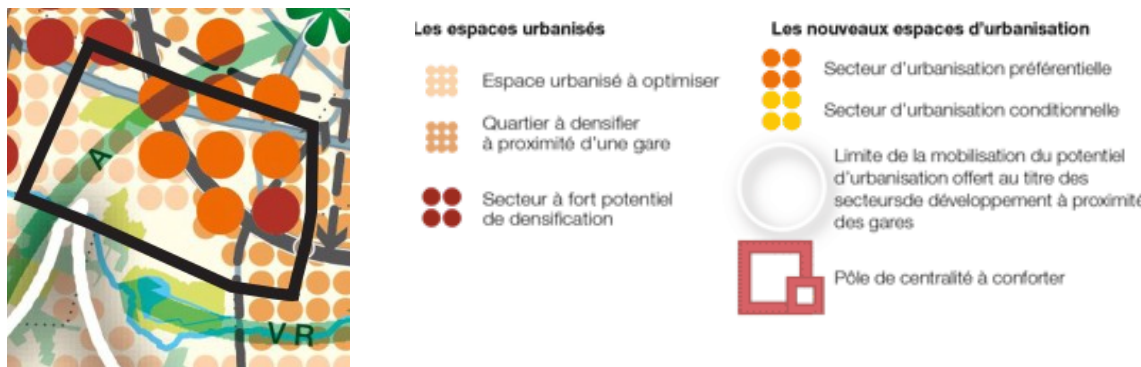 A
V R
Les espaces urbanisés
Espace urbanisé à optimiser
Quartier à densifier
à proximité d'une gare
Secteur à fort potentiel
de densification
Les nouveaux espaces d'urbanisation
Secteur d'urbanisation préférentielle
Secteur d'urbanisation conditionnelle
Limite de la mobilisation du potentiel
d'urbanisation offert au titre des
secteursde développement à proximité
des gares
Pôle de centralité à conforter